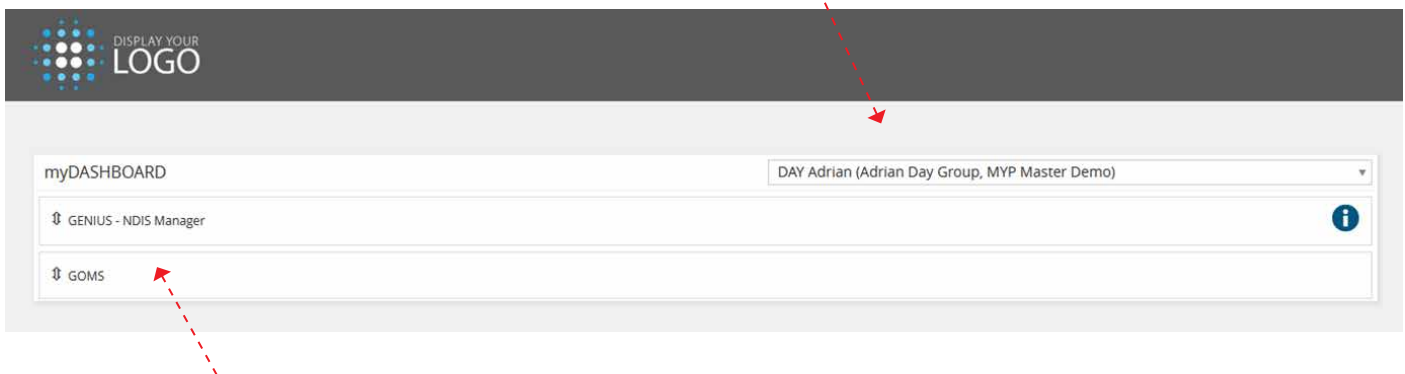 DISPLAY YOUR
LOGO
myDASHBOARD
DAY Adrian (Adrian Day Group, MYP Master Demo)
GENIUS - NDIS Manager
i
GOMS